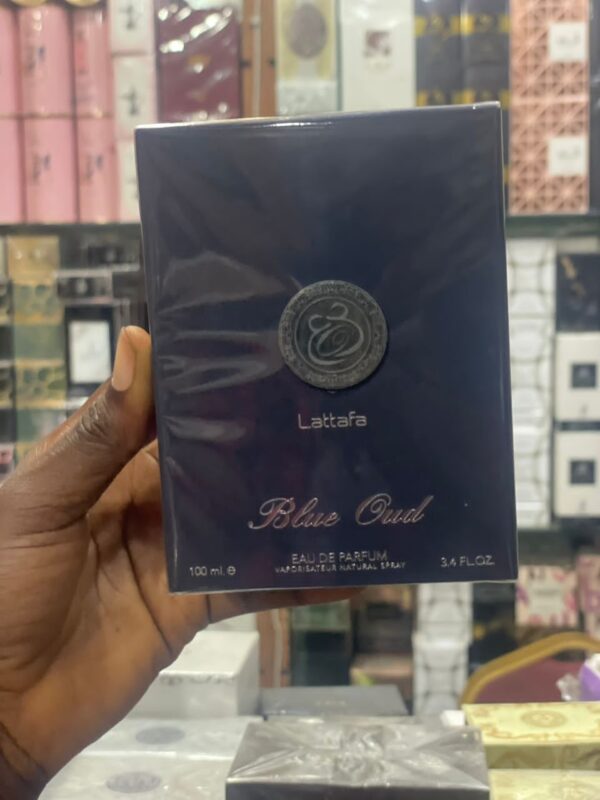 Lattafa
Blue Oud
EAU DE PARFUM
VAPORISATEUR NATURAL SPRAY
100 ml. e
3.4 FL.OZ.